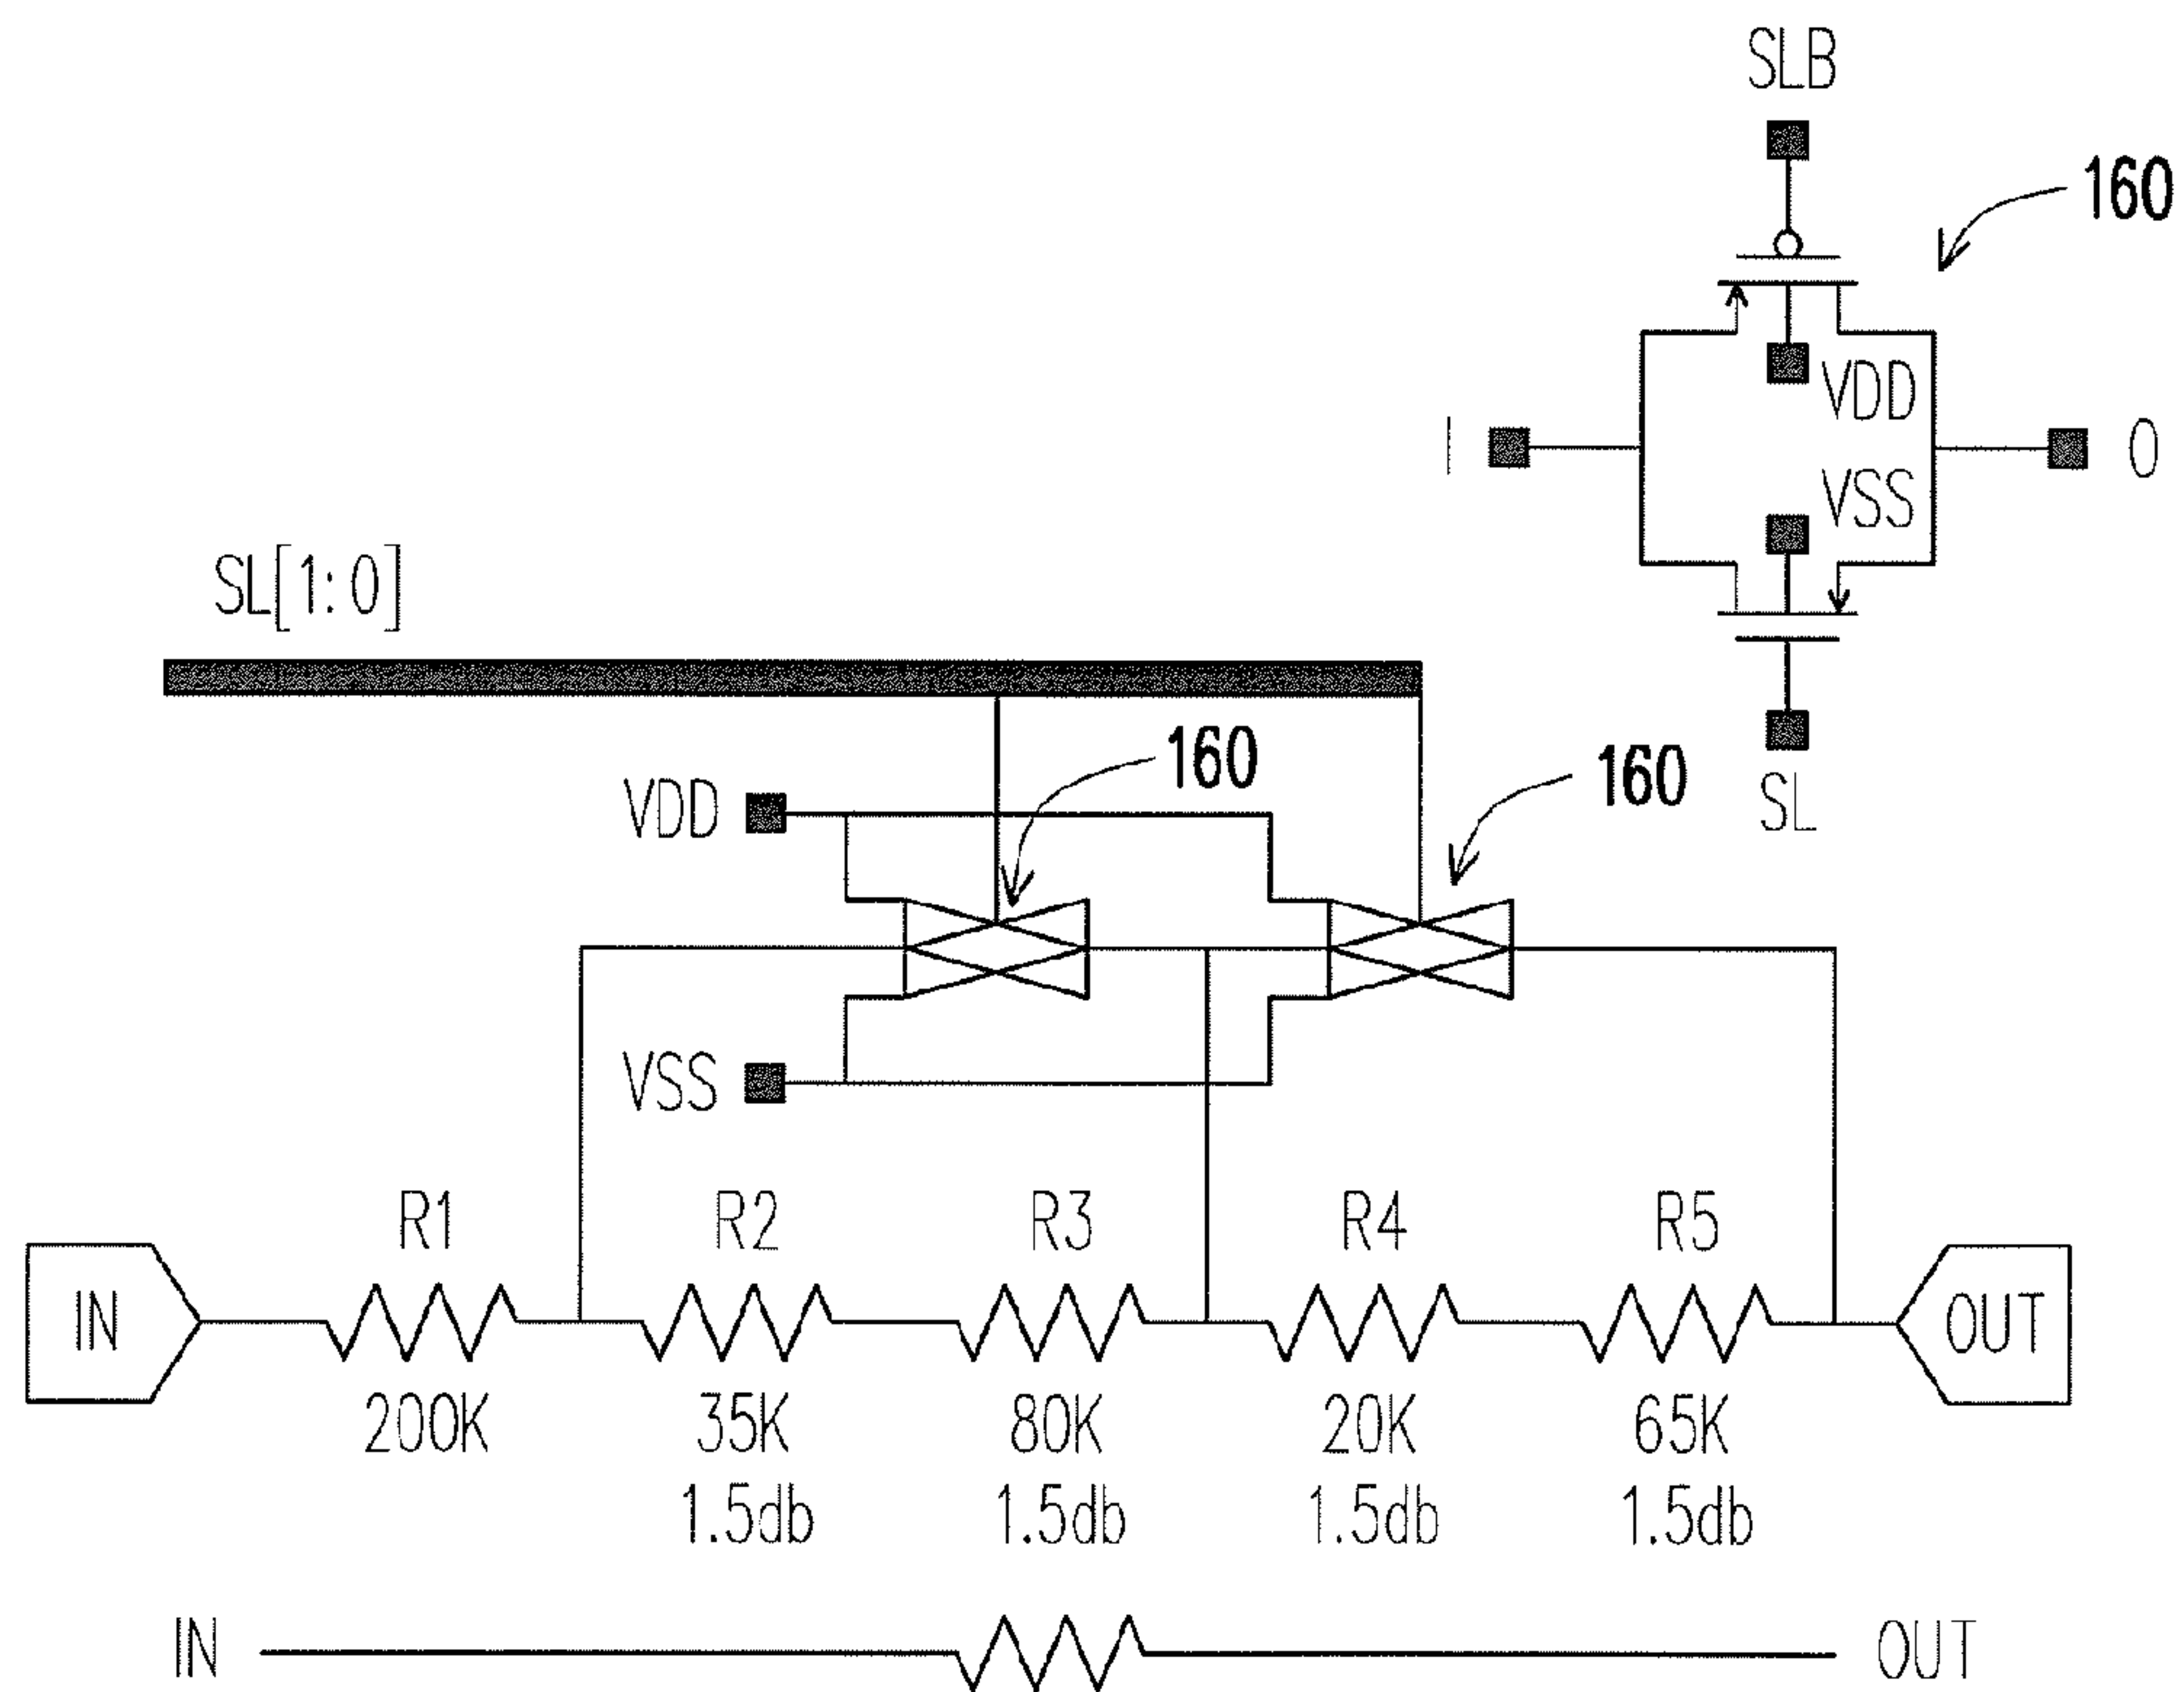 SLB
160
VDD
I
O
VSS
SL[1:0]
160
160
VDD
SL
VSS
R1
R2
R3
R4
R5
IN
OUT
200K
35K
80K
20K
65K
1.5db
1.5db
1.5db
1.5db
IN
OUT